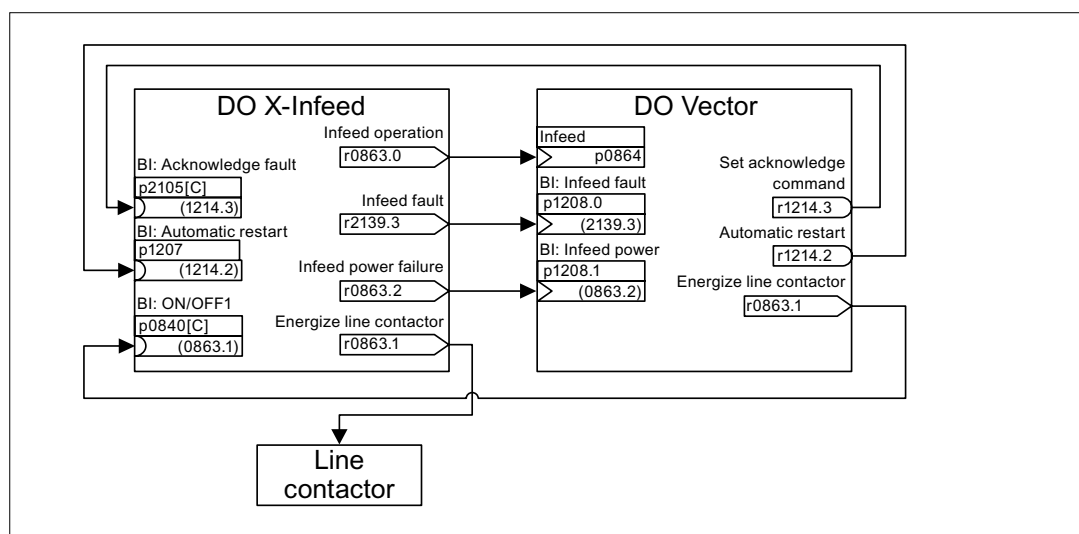 DO X-Infeed
Infeed operation
r0863.0
BI: Acknowledge fault
p2105[C]
(1214.3)
Infeed fault
r2139.3
BI: Automatic restart
p1207
(1214.2)
Infeed power failure
r0863.2
BI: ON/OFF1
p0840[C]
(0863.1)
Energize line contactor
r0863.1
DO Vector
Infeed
p0864
BI: Infeed fault
p1208.0
(2139.3)
BI: Infeed power
p1208.1
(0863.2)
Set acknowledge
command
r1214.3
Automatic restart
r1214.2
Energize line contactor
r0863.1
Line
contactor